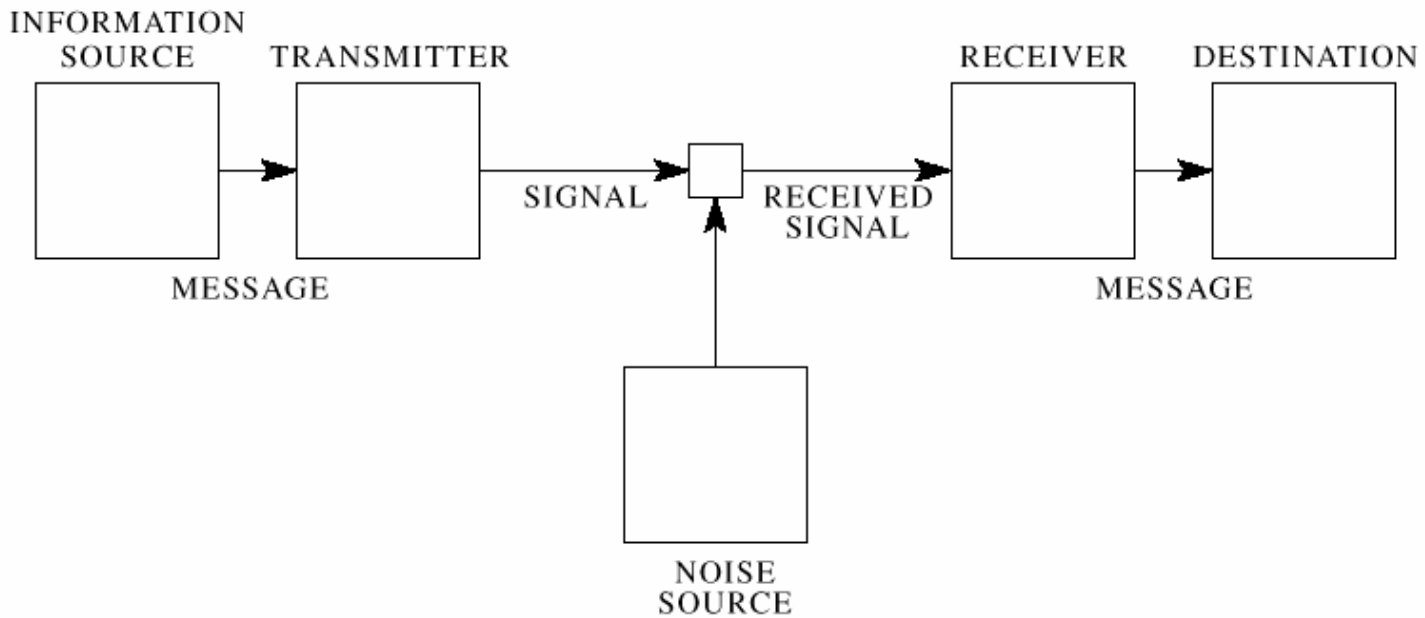 INFORMATION
SOURCE
TRANSMITTER
RECEIVER
DESTINATION
SIGNAL
RECEIVED
SIGNAL
MESSAGE
MESSAGE
NOISE
SOURCE